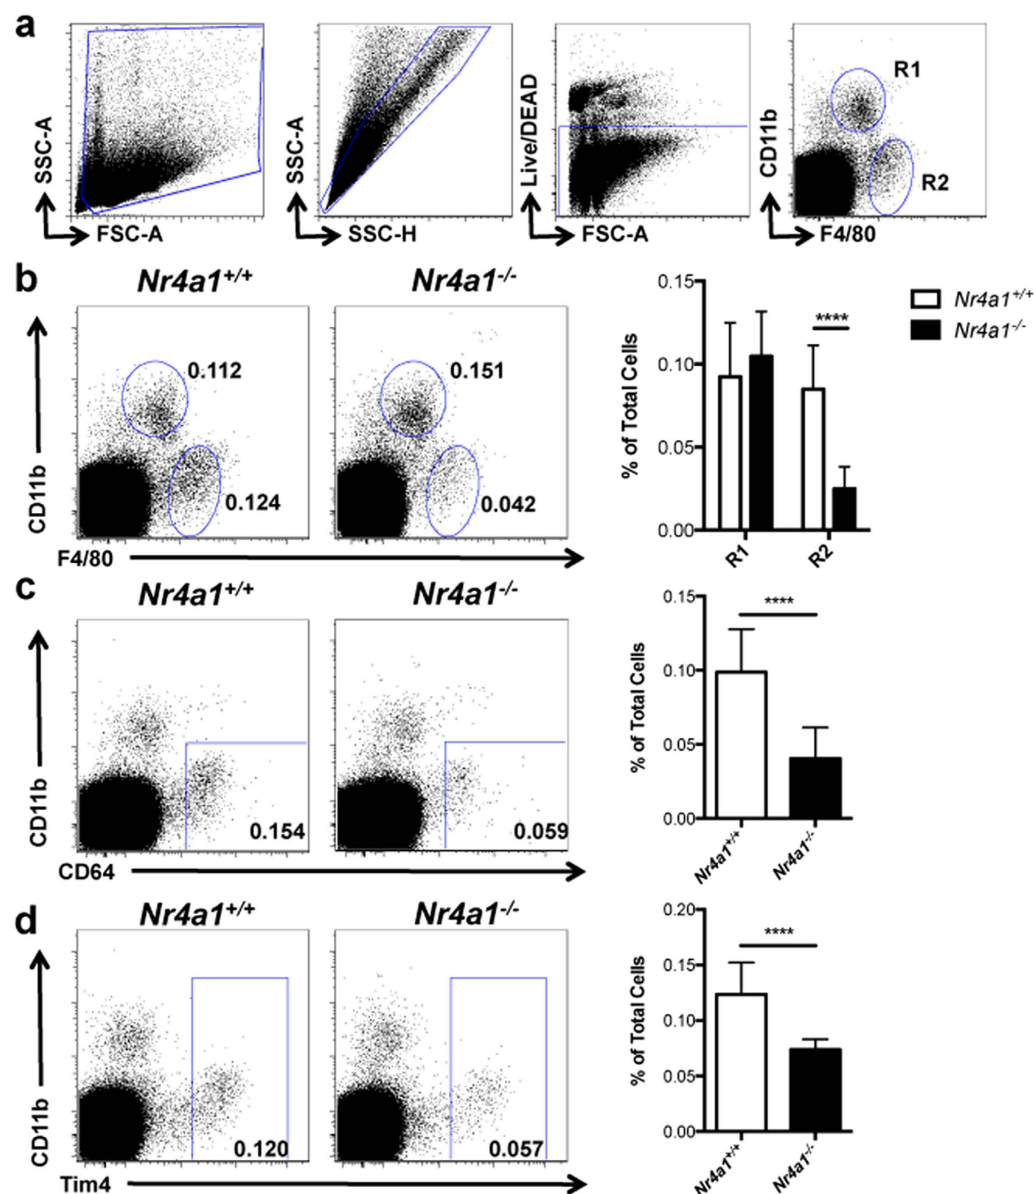 a
SSC-A
FSC-A
SSC-A
SSC-H
Live/DEAD
FSC-A
CD11b
F4/80
R1
R2
b
Nr4a1+/+
Nr4a1-/-
CD11b
F4/80
0.112
0.124
0.151
0.042
% of Total Cells
0.15
0.10
0.05
0.00
****
R1
R2
Nr4a1+/+
Nr4a1-/-
c
Nr4a1+/+
Nr4a1-/-
CD11b
CD64
0.154
0.059
% of Total Cells
0.15
0.10
0.05
0.00
****
Nr4a1+/+
Nr4a1-/-
d
Nr4a1+/+
Nr4a1-/-
CD11b
Tim4
0.120
0.057
% of Total Cells
0.20
0.15
0.10
0.05
0.00
****
Nr4a1+/+
Nr4a1-/-